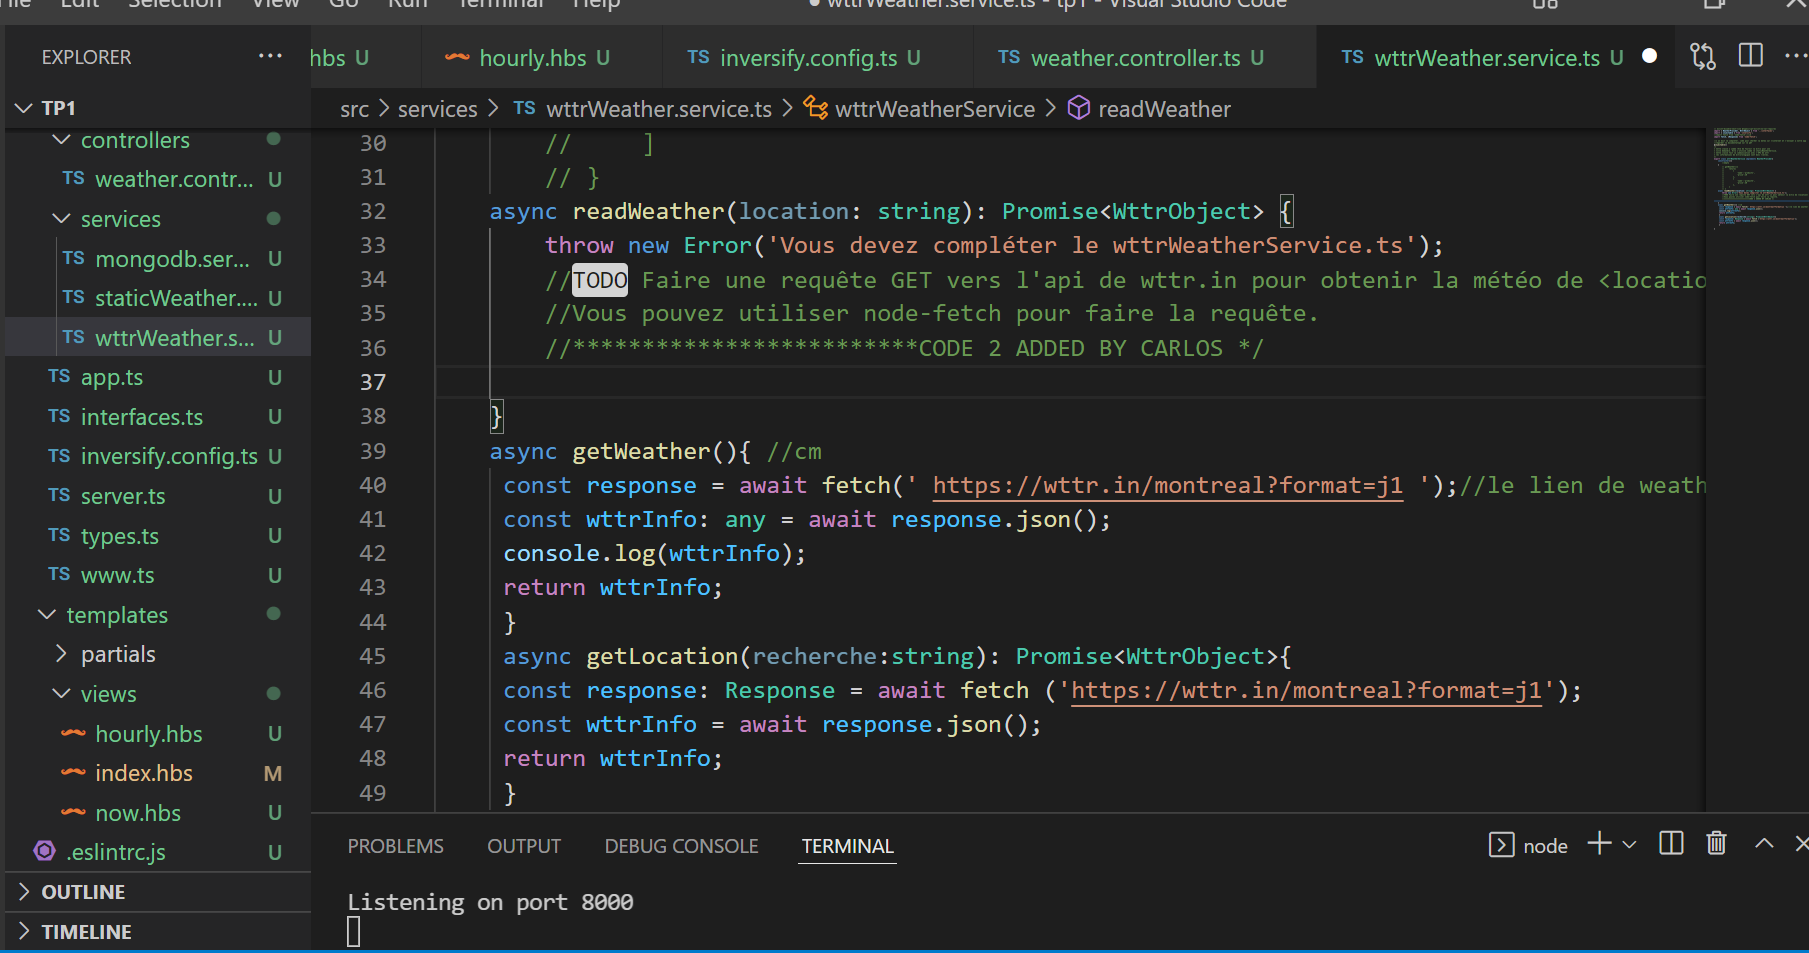 File Edit Selection View Go Run Terminal Help
● wttrWeather.service.ts - tp1 - Visual Studio Code
EXPLORER ...
hbs U
hourly.hbs U
TS inversify.config.ts U
TS weather.controller.ts U
TS wttrWeather.service.ts U ●
TP1
src > services > TS wttrWeather.service.ts > wttrWeatherService > readWeather
controllers
TS weather.contr... U
services
TS mongodb.ser... U
TS staticWeather.... U
TS wttrWeather.s... U
TS app.ts U
TS interfaces.ts U
TS inversify.config.ts U
TS server.ts U
TS types.ts U
TS www.ts U
templates
partials
views
hourly.hbs U
index.hbs M
now.hbs U
.eslintrc.js U
OUTLINE
TIMELINE
30 // ]
31 // }
32 async readWeather(location: string): Promise<WttrObject> {
33 throw new Error('Vous devez compléter le wttrWeatherService.ts');
34 //TODO Faire une requête GET vers l'api de wttr.in pour obtenir la météo de <locatio
35 //Vous pouvez utiliser node-fetch pour faire la requête.
36 //*************************CODE 2 ADDED BY CARLOS */
37
38 }
39 async getWeather(){ //cm
40 const response = await fetch(' https://wttr.in/montreal?format=j1 ');//le lien de weath
41 const wttrInfo: any = await response.json();
42 console.log(wttrInfo);
43 return wttrInfo;
44 }
45 async getLocation(recherche:string): Promise<WttrObject>{
46 const response: Response = await fetch ('https://wttr.in/montreal?format=j1');
47 const wttrInfo = await response.json();
48 return wttrInfo;
49 }
PROBLEMS OUTPUT DEBUG CONSOLE TERMINAL
node
Listening on port 8000